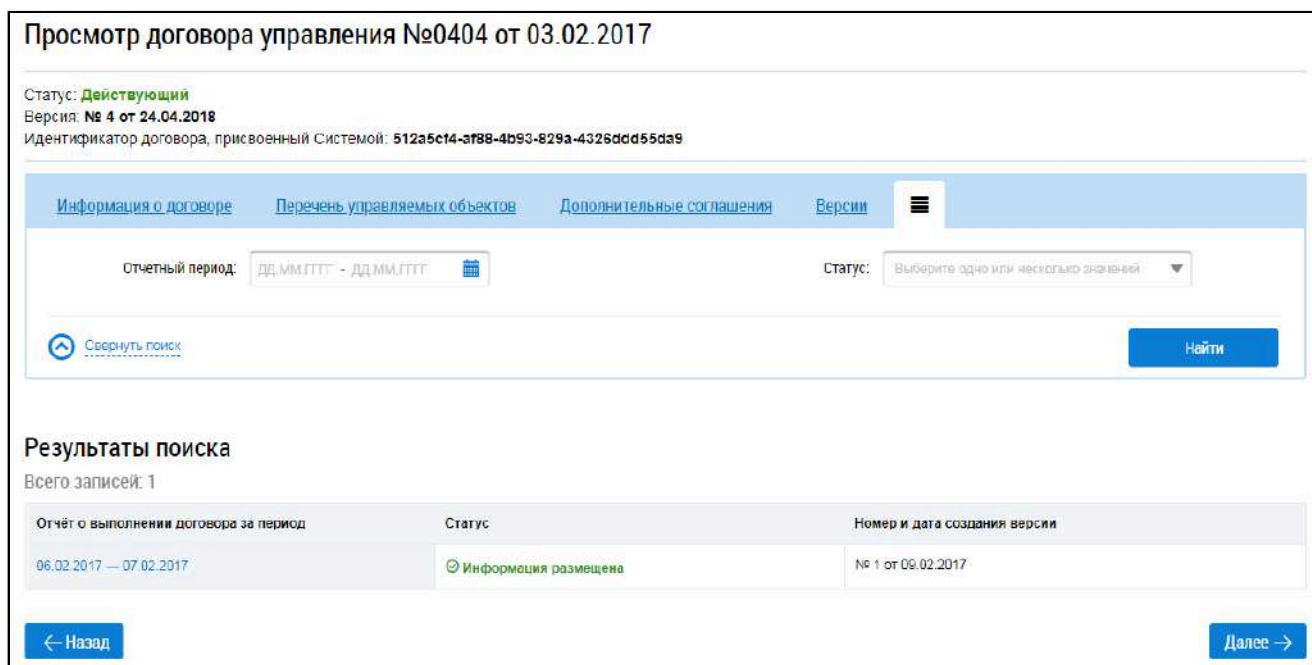 Просмотр договора управления №0404 от 03.02.2017
Статус: Действующий
Версия: № 4 от 24.04.2018
Идентификатор договора, присвоенный Системой: 512a5cf4-af88-4b93-829a-4326ddd55da9
Информация о договоре Перечень управляемых объектов Дополнительные соглашения Версии
Отчетный период: ДД.ММ.ГГГГ - ДД.ММ.ГГГГ Статус: Выберите одно или несколько значений
Свернуть поиск Найти
Результаты поиска
Всего записей: 1
Отчёт о выполнении договора за период Статус Номер и дата создания версии
06.02.2017 — 07.02.2017 Информация размещена № 1 от 09.02.2017
← Назад Далее →